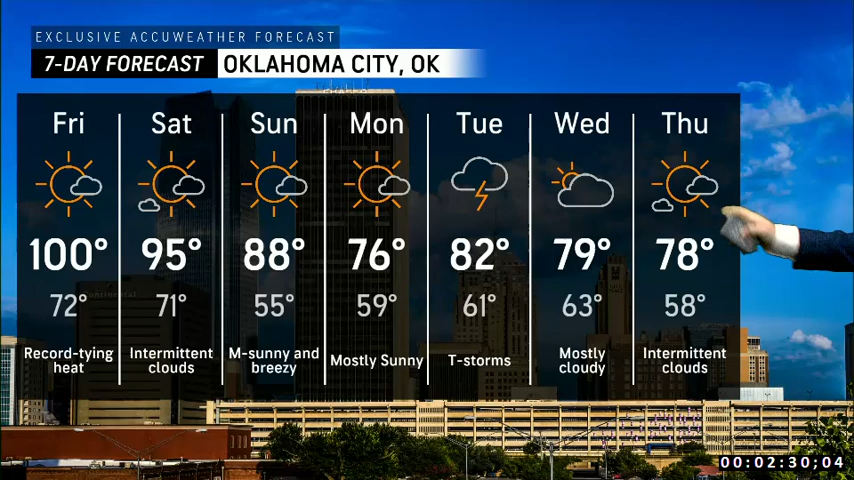 EXCLUSIVE ACCUWEATHER FORECAST
7-DAY FORECAST OKLAHOMA CITY, OK
Fri Sat Sun Mon Tue Wed Thu
100° 95° 88° 76° 82° 79° 78°
72° 71° 55° 59° 61° 63° 58°
Record-tying heat
Intermittent clouds
M-sunny and breezy
Mostly Sunny
T-storms
Mostly cloudy
Intermittent clouds
00:02:30;04